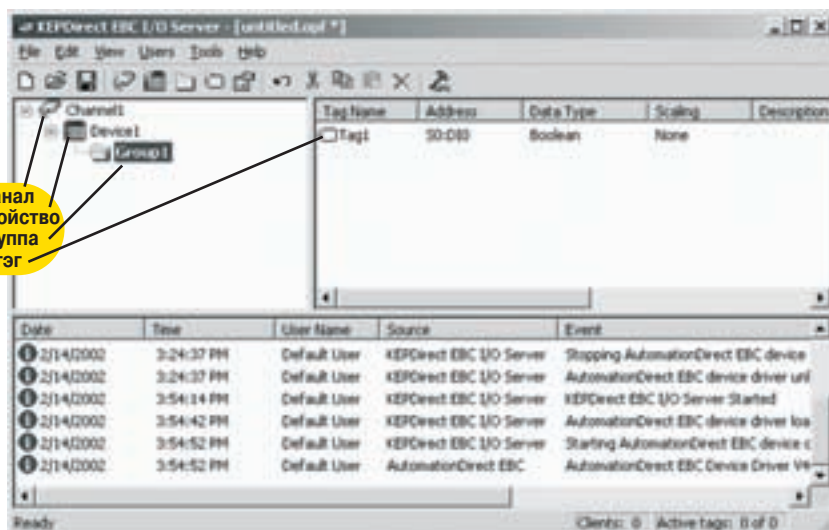 KEPDirect EBC I/O Server - [untitled.opf *]
File Edit View Users Tools Help
Channel1
Device1
Group1
Tag Name Address Data Type Scaling Description
Tag1 S0:DI0 Boolean None
анал
ойство
уппа
тэг
Date Time User Name Source Event
2/14/2002 3:24:37 PM Default User KEPDirect EBC I/O Server Stopping AutomationDirect EBC device
2/14/2002 3:24:37 PM Default User KEPDirect EBC I/O Server AutomationDirect EBC device driver unl
2/14/2002 3:54:14 PM Default User KEPDirect EBC I/O Server KEPDirect EBC I/O Server Started
2/14/2002 3:54:42 PM Default User KEPDirect EBC I/O Server AutomationDirect EBC device driver loa
2/14/2002 3:54:52 PM Default User KEPDirect EBC I/O Server Starting AutomationDirect EBC device d
2/14/2002 3:54:52 PM Default User AutomationDirect EBC AutomationDirect EBC Device Driver V4
Ready Clients: 0 Active tags: 0 of 0